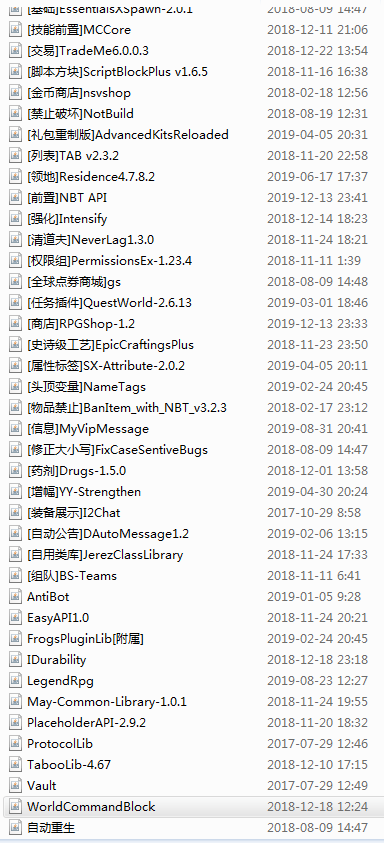 [基础]EssentialsXSpawn-2.0.1 2018-08-09 14:47
[技能前置]MCCore 2018-12-11 21:06
[交易]TradeMe6.0.0.3 2018-12-22 13:54
[脚本方块]ScriptBlockPlus v1.6.5 2018-11-16 16:38
[金币商店]nsvshop 2018-02-18 12:56
[禁止破坏]NotBuild 2018-08-19 12:31
[礼包重制版]AdvancedKitsReloaded 2019-04-05 20:31
[列表]TAB v2.3.2 2018-11-20 22:58
[领地]Residence4.7.8.2 2019-06-17 17:37
[前置]NBT API 2019-12-13 23:41
[强化]Intensify 2018-12-14 18:23
[清道夫]NeverLag1.3.0 2018-11-24 18:21
[权限组]PermissionsEx-1.23.4 2018-11-11 1:39
[全球点券商城]gs 2018-08-09 14:48
[任务插件]QuestWorld-2.6.13 2019-03-01 18:46
[商店]RPGShop-1.2 2019-12-13 23:33
[史诗级工艺]EpicCraftingsPlus 2018-11-23 23:50
[属性标签]SX-Attribute-2.0.2 2019-04-05 20:11
[头顶变量]NameTags 2019-02-24 20:45
[物品禁止]BanItem_with_NBT_v3.2.3 2018-02-17 23:12
[信息]MyVipMessage 2019-08-31 20:41
[修正大小写]FixCaseSentiveBugs 2018-08-09 14:47
[药剂]Drugs-1.5.0 2018-12-01 13:58
[增幅]YY-Strengthen 2019-04-30 20:24
[装备展示]I2Chat 2017-10-29 8:58
[自动公告]DAutoMessage1.2 2019-02-06 13:15
[自用类库]JerezClassLibrary 2018-11-24 17:33
[组队]BS-Teams 2018-11-11 6:41
AntiBot 2019-01-05 9:28
EasyAPI1.0 2018-11-24 20:21
FrogsPluginLib[附属] 2019-02-24 20:45
IDurability 2018-12-18 23:18
LegendRpg 2019-08-23 12:27
May-Common-Library-1.0.1 2018-11-24 19:55
PlaceholderAPI-2.9.2 2018-11-20 18:32
ProtocolLib 2017-07-29 12:46
TabooLib-4.67 2018-12-10 17:15
Vault 2017-07-29 12:49
WorldCommandBlock 2018-12-18 12:24
自动重生 2018-08-09 14:47